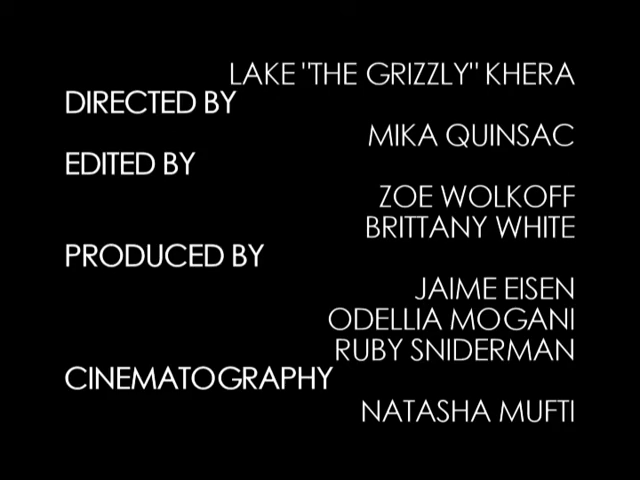 LAKE "THE GRIZZLY" KHERA
DIRECTED BY
MIKA QUINSAC
EDITED BY
ZOE WOLKOFF
BRITTANY WHITE
PRODUCED BY
JAIME EISEN
ODELLIA MOGANI
RUBY SNIDERMAN
CINEMATOGRAPHY
NATASHA MUFTI